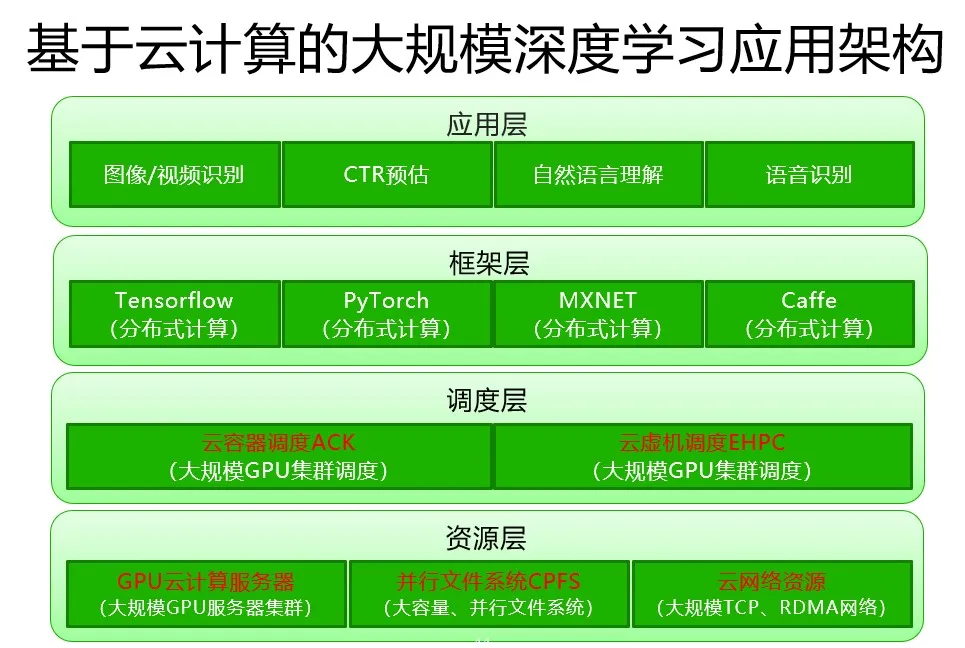 基于云计算的大规模深度学习应用架构
应用层
图像/视频识别
CTR预估
自然语言理解
语音识别
框架层
Tensorflow
(分布式计算)
PyTorch
(分布式计算)
MXNET
(分布式计算)
Caffe
(分布式计算)
调度层
云容器调度ACK
(大规模GPU集群调度)
云虚机调度EHPC
(大规模GPU集群调度)
资源层
GPU云计算服务器
(大规模GPU服务器集群)
并行文件系统CPFS
(大容量、并行文件系统)
云网络资源
(大规模TCP、RDMA网络)